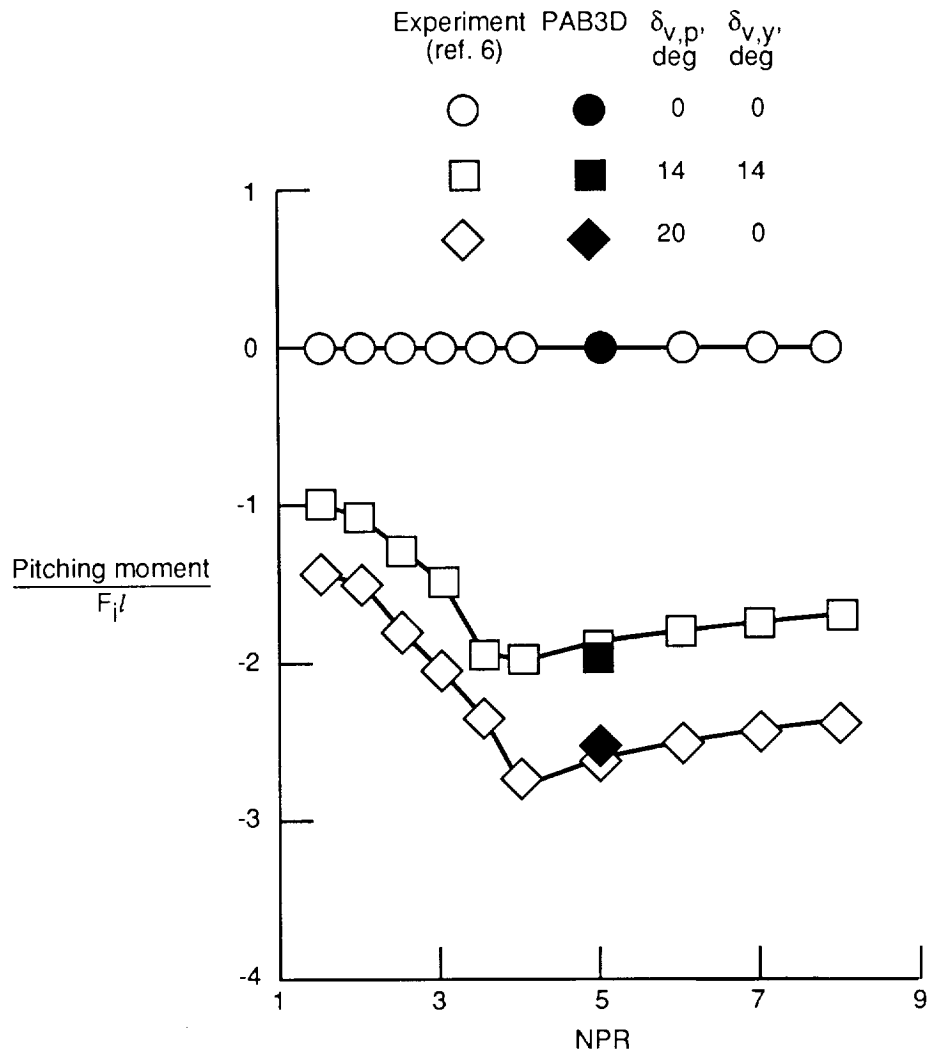 Experiment PAB3D δv,p, δv,y,
(ref. 6) deg deg
0 0
14 14
20 0
1
0
-1
Pitching moment
Fil
-2
-3
-4
1 3 5 7 9
NPR